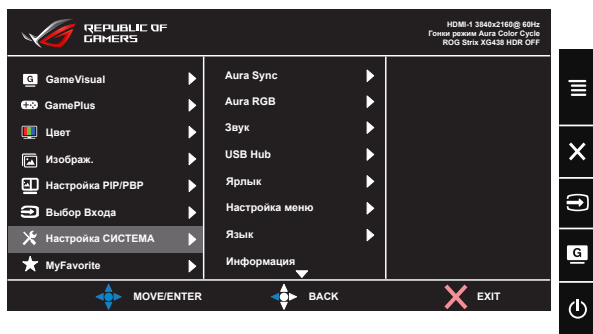 REPUBLIC OF
GAMERS
HDMI-1 3840x2160@ 60Hz
Гонки режим Aura Color Cycle
ROG Strix XG438 HDR OFF
G GameVisual
GamePlus
Цвет
Изображ.
Настройка PIP/PBP
Выбор Входа
Настройка СИСТЕМА
MyFavorite
Aura Sync
Aura RGB
Звук
USB Hub
Ярлык
Настройка меню
Язык
Информация
G
MOVE/ENTER
BACK
EXIT